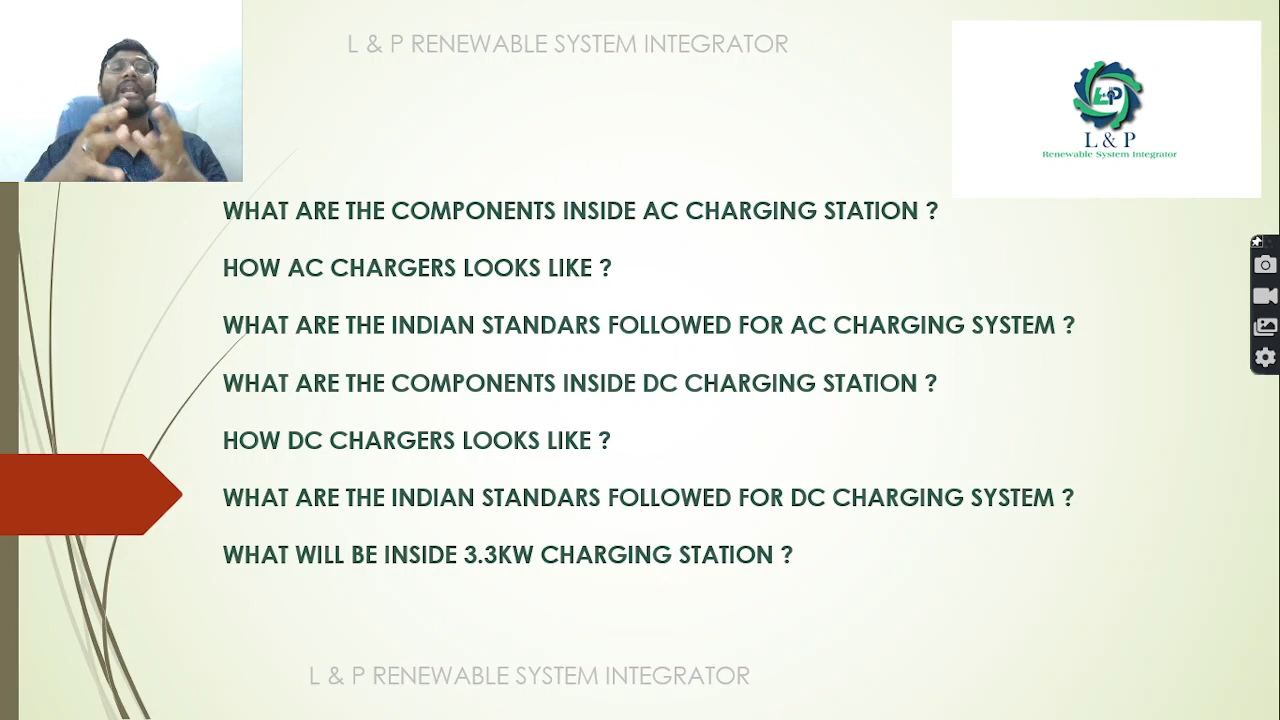 L & P RENEWABLE SYSTEM INTEGRATOR
L&P
L & P
Renewable System Integrator
WHAT ARE THE COMPONENTS INSIDE AC CHARGING STATION ?
HOW AC CHARGERS LOOKS LIKE ?
WHAT ARE THE INDIAN STANDARS FOLLOWED FOR AC CHARGING SYSTEM ?
WHAT ARE THE COMPONENTS INSIDE DC CHARGING STATION ?
HOW DC CHARGERS LOOKS LIKE ?
WHAT ARE THE INDIAN STANDARS FOLLOWED FOR DC CHARGING SYSTEM ?
WHAT WILL BE INSIDE 3.3KW CHARGING STATION ?
L & P RENEWABLE SYSTEM INTEGRATOR